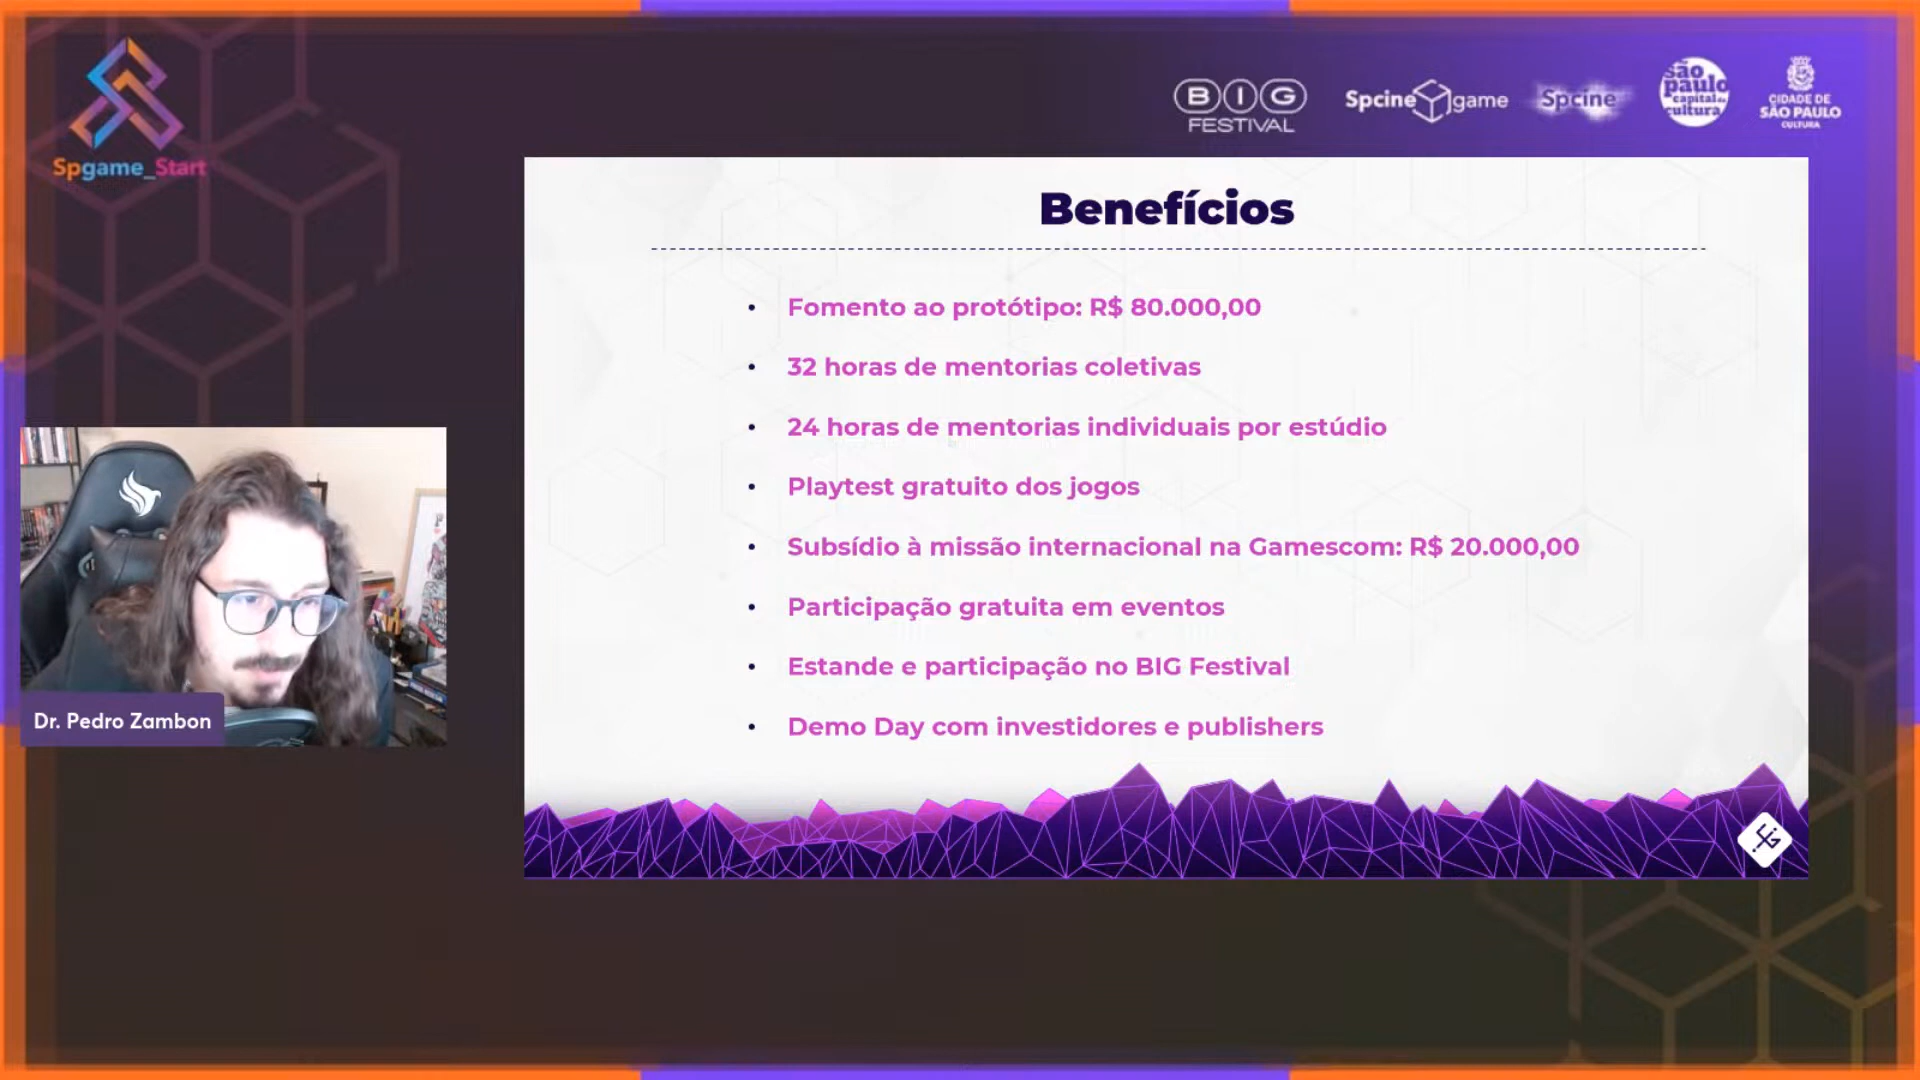 BIG
FESTIVAL
Spcine game
Spcine
são
paulo
capital da
cultura
CIDADE DE
SÃO PAULO
CULTURA
Spgame_Start
Benefícios
• Fomento ao protótipo: R$ 80.000,00
• 32 horas de mentorias coletivas
• 24 horas de mentorias individuais por estúdio
• Playtest gratuito dos jogos
• Subsídio à missão internacional na Gamescom: R$ 20.000,00
• Participação gratuita em eventos
• Estande e participação no BIG Festival
• Demo Day com investidores e publishers
Dr. Pedro Zambon